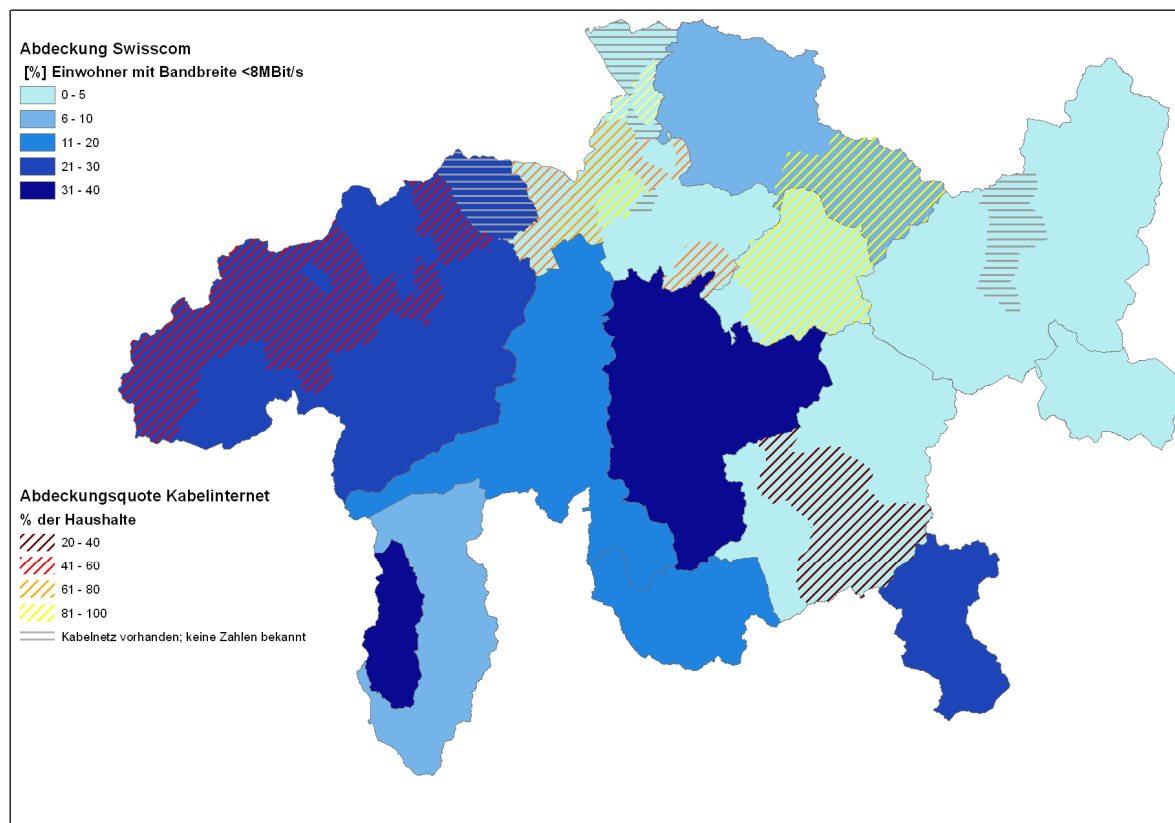 Abdeckung Swisscom
[%] Einwohner mit Bandbreite <8MBit/s
0 - 5
6 - 10
11 - 20
21 - 30
31 - 40
Abdeckungsquote Kabelinternet
% der Haushalte
20 - 40
41 - 60
61 - 80
81 - 100
Kabelnetz vorhanden; keine Zahlen bekannt